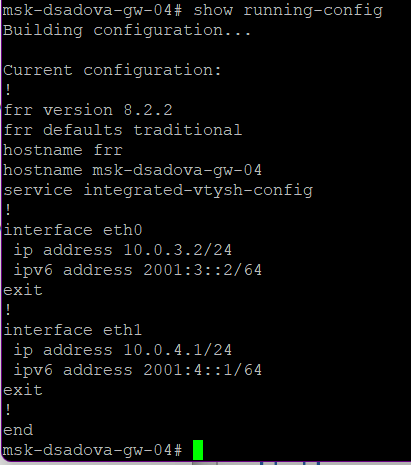 msk-dsadova-gw-04# show running-config
Building configuration...
Current configuration:
!
frr version 8.2.2
frr defaults traditional
hostname frr
hostname msk-dsadova-gw-04
service integrated-vtysh-config
!
interface eth0
 ip address 10.0.3.2/24
 ipv6 address 2001:3::2/64
exit
!
interface eth1
 ip address 10.0.4.1/24
 ipv6 address 2001:4::1/64
exit
!
end
msk-dsadova-gw-04#